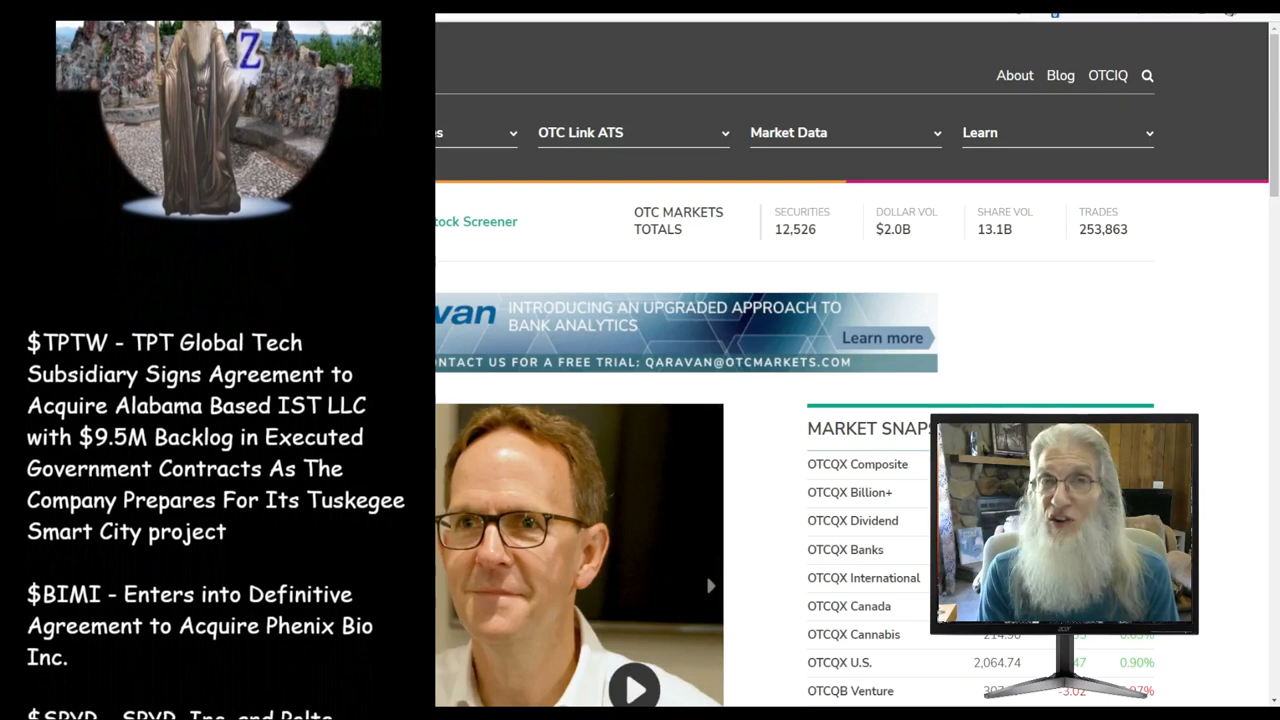 Z
About Blog OTCIQ
s OTC Link ATS Market Data Learn
tock Screener
OTC MARKETS TOTALS
SECURITIES 12,526
DOLLAR VOL $2.0B
SHARE VOL 13.1B
TRADES 253,863
van INTRODUCING AN UPGRADED APPROACH TO
BANK ANALYTICS
Learn more
NTACT US FOR A FREE TRIAL: QARAVAN@OTCMARKETS.COM
$TPTW - TPT Global Tech
Subsidiary Signs Agreement to
Acquire Alabama Based IST LLC
with $9.5M Backlog in Executed
Government Contracts As The
Company Prepares For Its Tuskegee
Smart City project
$BIMI - Enters into Definitive
Agreement to Acquire Phenix Bio
Inc.
MARKET SNAPS
OTCQX Composite
OTCQX Billion+
OTCQX Dividend
OTCQX Banks
OTCQX International
OTCQX Canada
OTCQX Cannabis
OTCQX U.S. 2,064.74 47 0.90%
OTCQB Venture -3.02
acer